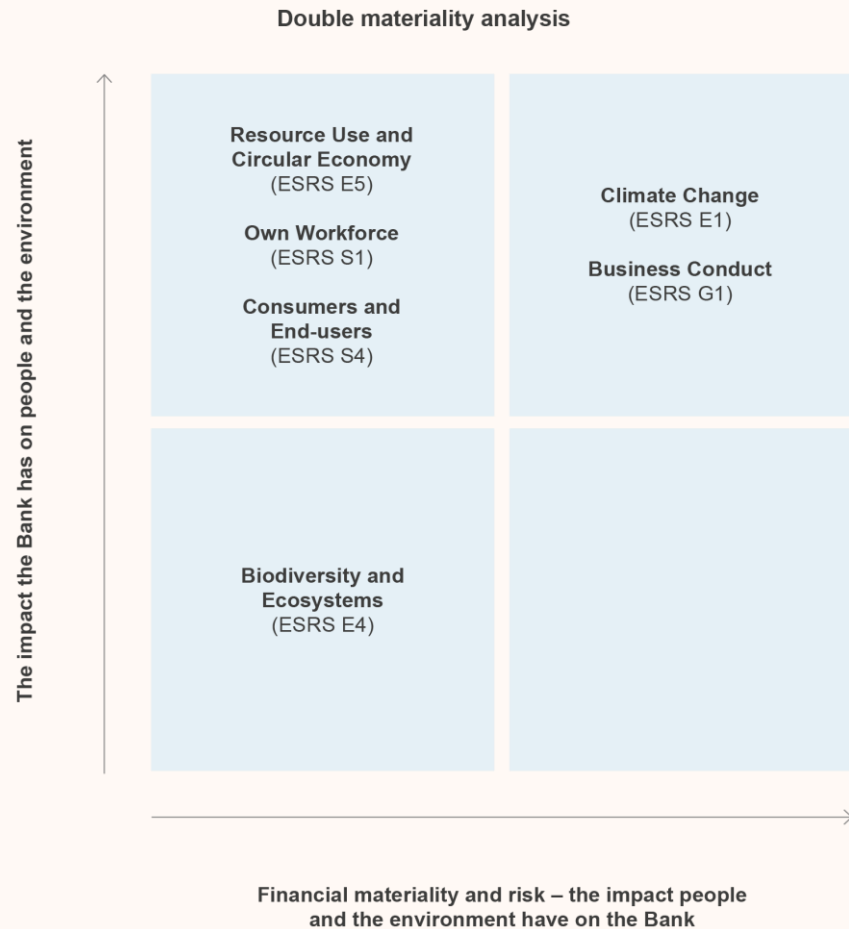 Double materiality analysis
The impact the Bank has on people and the environment
Resource Use and
Circular Economy
(ESRS E5)
Own Workforce
(ESRS S1)
Consumers and
End-users
(ESRS S4)
Climate Change
(ESRS E1)
Business Conduct
(ESRS G1)
Biodiversity and
Ecosystems
(ESRS E4)
Financial materiality and risk – the impact people
and the environment have on the Bank